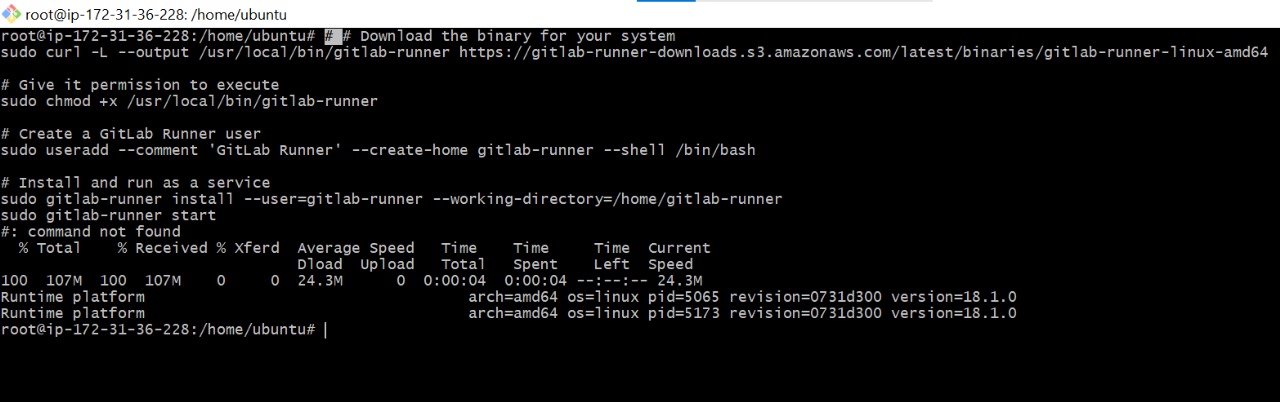 root@ip-172-31-36-228: /home/ubuntu
root@ip-172-31-36-228:/home/ubuntu# # # Download the binary for your system
sudo curl -L --output /usr/local/bin/gitlab-runner https://gitlab-runner-downloads.s3.amazonaws.com/latest/binaries/gitlab-runner-linux-amd64
# Give it permission to execute
sudo chmod +x /usr/local/bin/gitlab-runner
# Create a GitLab Runner user
sudo useradd --comment 'GitLab Runner' --create-home gitlab-runner --shell /bin/bash
# Install and run as a service
sudo gitlab-runner install --user=gitlab-runner --working-directory=/home/gitlab-runner
sudo gitlab-runner start
#: command not found
% Total % Received % Xferd Average Speed Time Time Time Current
Dload Upload Total Spent Left Speed
100 107M 100 107M 0 0 24.3M 0 0:00:04 0:00:04 --:--:-- 24.3M
Runtime platform arch=amd64 os=linux pid=5065 revision=0731d300 version=18.1.0
Runtime platform arch=amd64 os=linux pid=5173 revision=0731d300 version=18.1.0
root@ip-172-31-36-228:/home/ubuntu#